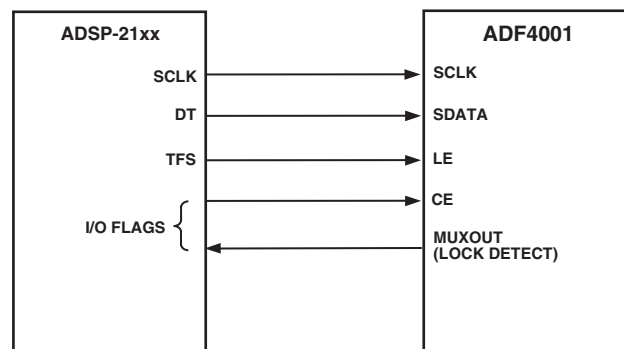 ADSP-21xx
ADF4001
SCLK
SCLK
DT
SDATA
TFS
LE
I/O FLAGS
CE
MUXOUT
(LOCK DETECT)